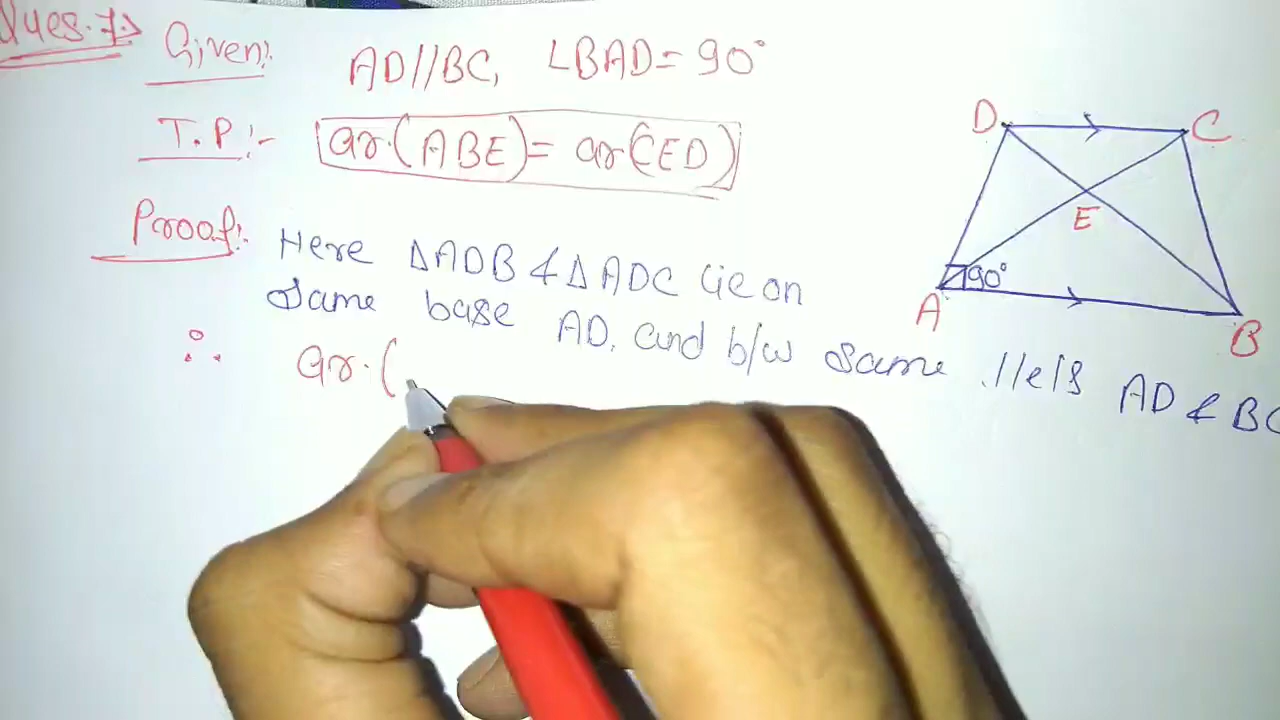 Ques.7.>
Given:
AD//BC, ∠BAD=90°
T.P:-
ar.(ABE)= ar(CED)
Proof:
Here ΔADB & ΔADC lie on
Same base AD, and b/w same //e/s AD & BC
∴ ar.(
D
C
E
90°
A
B